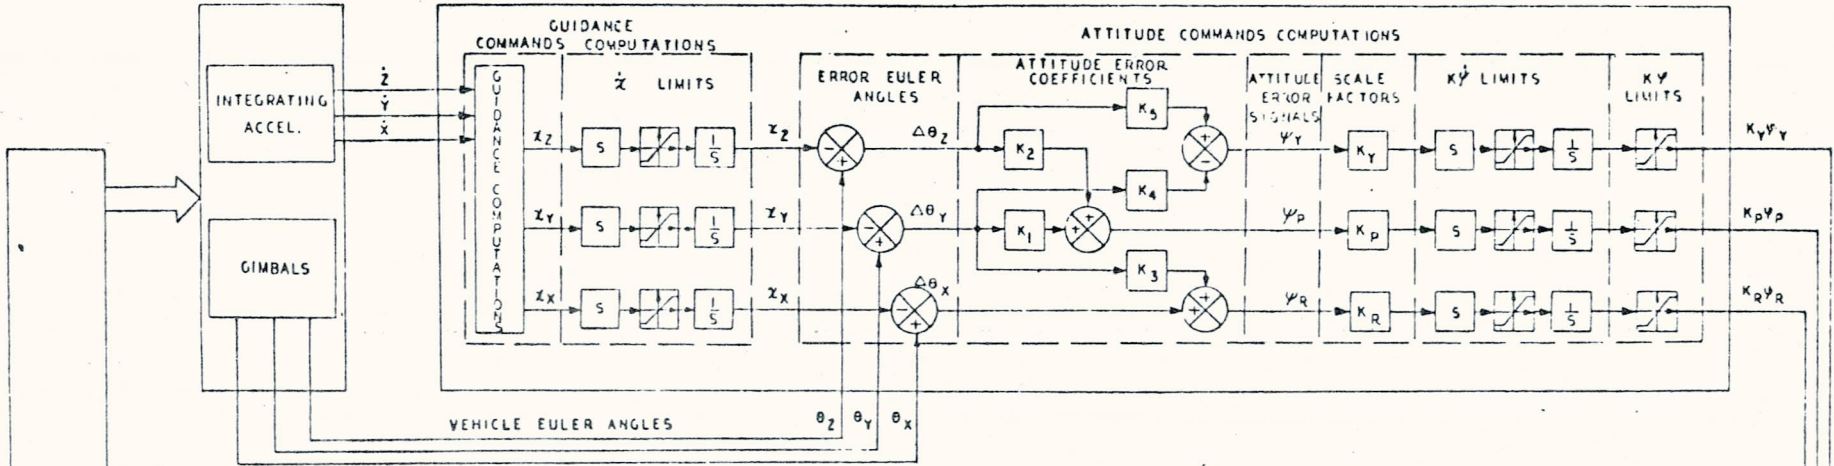 GUIDANCE
COMMANDS COMPUTATIONS
ATTITUDE COMMANDS COMPUTATIONS
INTEGRATING
ACCEL.
Ż
Ẏ
Ẋ
GUIDANCE COMPUTATIONS
χ̇ LIMITS
ERROR EULER
ANGLES
ATTITUDE ERROR
COEFFICIENTS
ATTITUDE
ERROR
SIGNALS
SCALE
FACTORS
Kψ̇ LIMITS
Kψ
LIMITS
χZ
S
1/S
χZ
-
+
ΔθZ
K2
K5
K4
+
-
ψY
KY
S
1/S
KYψY
χY
S
1/S
χY
-
+
ΔθY
K1
+
+
ψP
KP
S
1/S
KPψP
K3
χX
S
1/S
χX
-
+
ΔθX
+
+
ψR
KR
S
1/S
KRψR
GIMBALS
VEHICLE EULER ANGLES
θZ θY θX